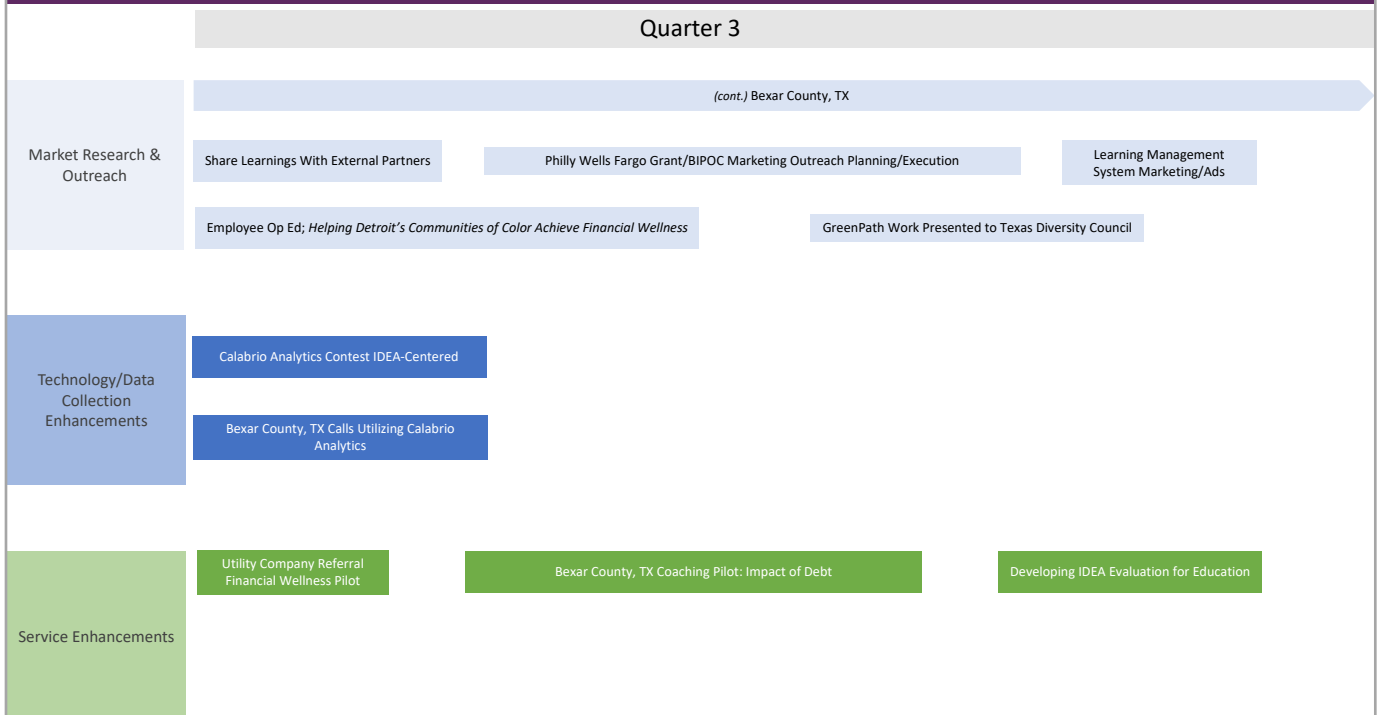 Quarter 3
Market Research &
Outreach
(cont.) Bexar County, TX
Share Learnings With External Partners
Philly Wells Fargo Grant/BIPOC Marketing Outreach Planning/Execution
Learning Management
System Marketing/Ads
Employee Op Ed; Helping Detroit's Communities of Color Achieve Financial Wellness
GreenPath Work Presented to Texas Diversity Council
Technology/Data
Collection
Enhancements
Calabrio Analytics Contest IDEA-Centered
Bexar County, TX Calls Utilizing Calabrio
Analytics
Service Enhancements
Utility Company Referral
Financial Wellness Pilot
Bexar County, TX Coaching Pilot: Impact of Debt
Developing IDEA Evaluation for Education